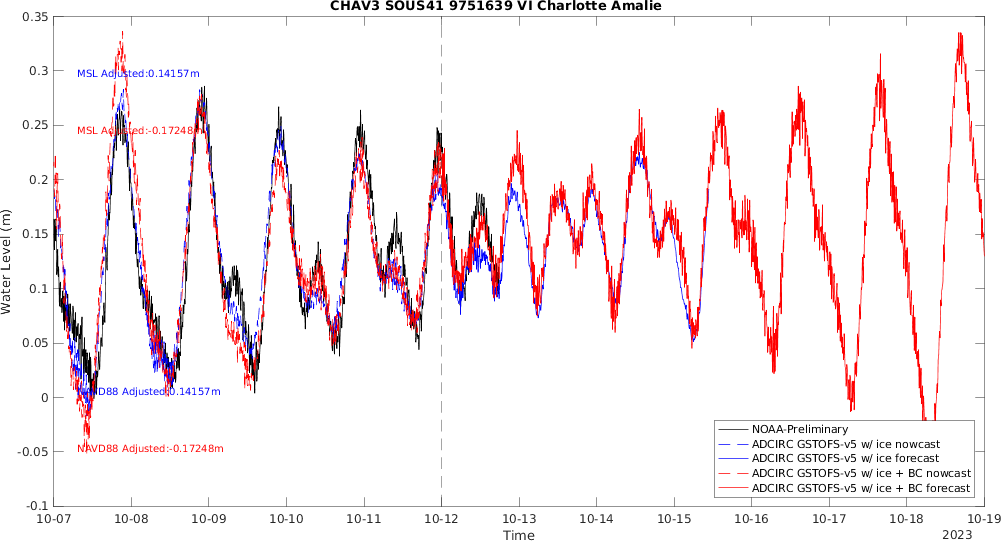 CHAV3 SOUS41 9751639 VI Charlotte Amalie
0.35
0.3
0.25
0.2
0.15
0.1
0.05
0
-0.05
-0.1
Water Level (m)
MSL Adjusted:0.14157m
MSL Adjusted:-0.17248m
NAVD88 Adjusted:0.14157m
NAVD88 Adjusted:-0.17248m
NOAA-Preliminary
ADCIRC GSTOFS-v5 w/ ice nowcast
ADCIRC GSTOFS-v5 w/ ice forecast
ADCIRC GSTOFS-v5 w/ ice + BC nowcast
ADCIRC GSTOFS-v5 w/ ice + BC forecast
10-07 10-08 10-09 10-10 10-11 10-12 10-13 10-14 10-15 10-16 10-17 10-18 10-19
Time
2023